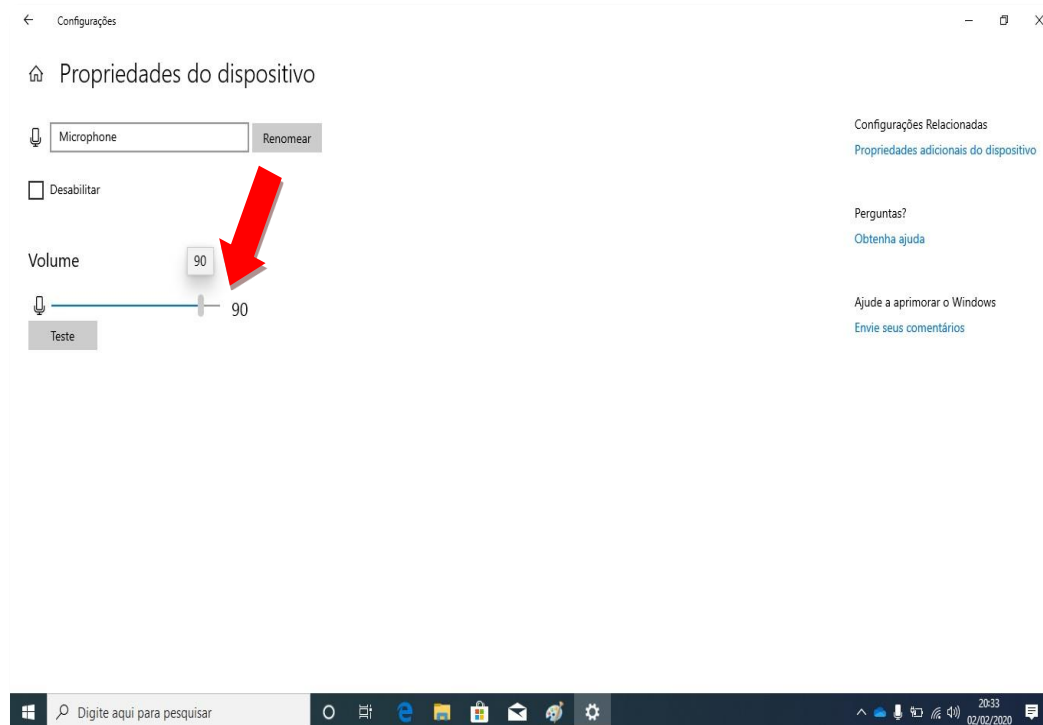 Configurações
Propriedades do dispositivo
Microphone
Renomear
Desabilitar
Volume
90
90
Teste
Configurações Relacionadas
Propriedades adicionais do dispositivo
Perguntas?
Obtenha ajuda
Ajude a aprimorar o Windows
Envie seus comentários
Digite aqui para pesquisar
20:33
02/02/2020